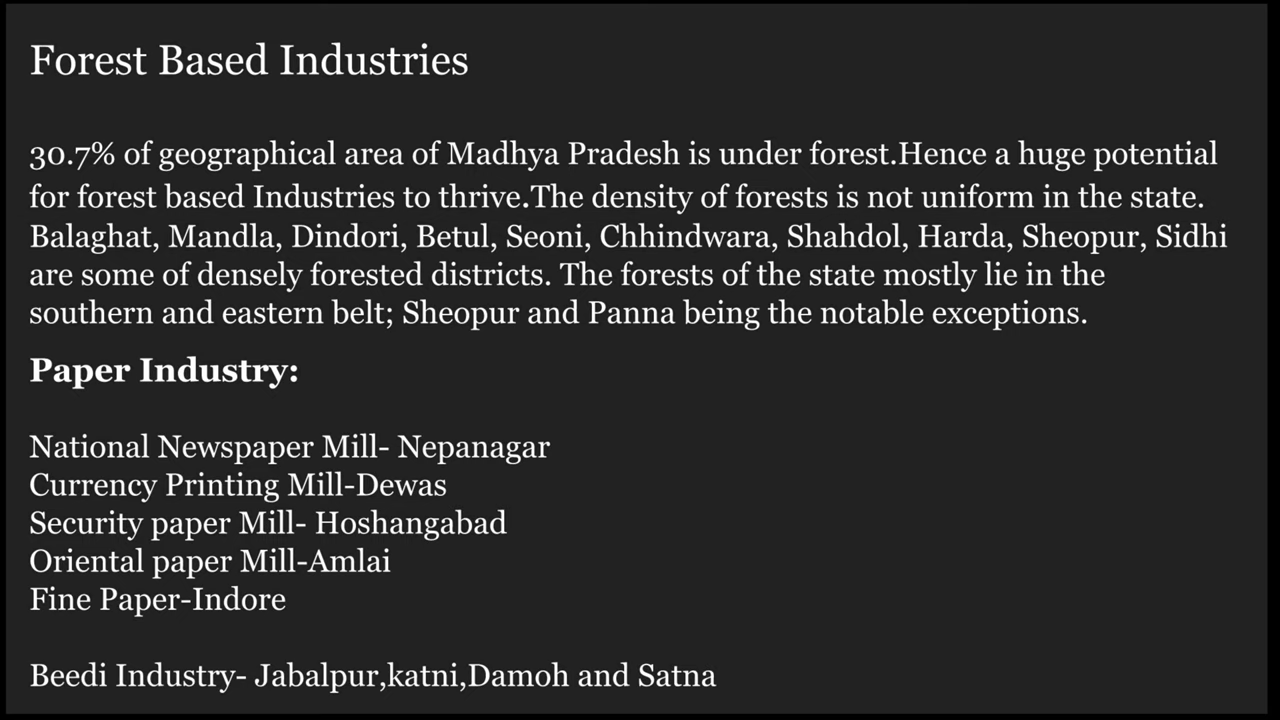 Forest Based Industries
30.7% of geographical area of Madhya Pradesh is under forest.Hence a huge potential
for forest based Industries to thrive.The density of forests is not uniform in the state.
Balaghat, Mandla, Dindori, Betul, Seoni, Chhindwara, Shahdol, Harda, Sheopur, Sidhi
are some of densely forested districts. The forests of the state mostly lie in the
southern and eastern belt; Sheopur and Panna being the notable exceptions.
Paper Industry:
National Newspaper Mill- Nepanagar
Currency Printing Mill-Dewas
Security paper Mill- Hoshangabad
Oriental paper Mill-Amlai
Fine Paper-Indore
Beedi Industry- Jabalpur,katni,Damoh and Satna